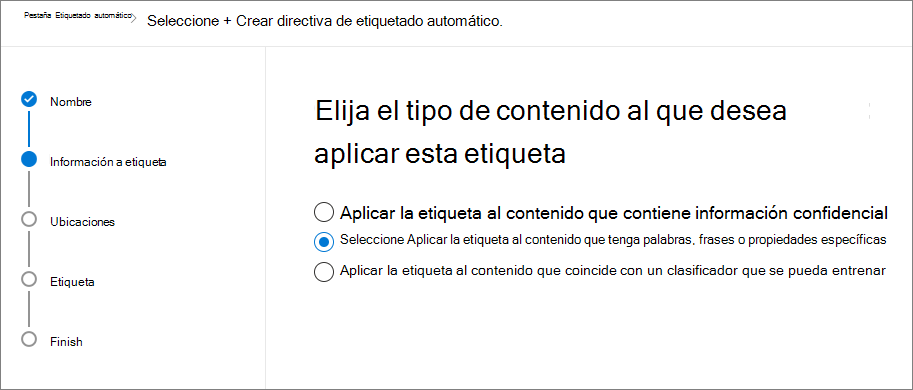 Pestaña Etiquetado automático > Seleccione + Crear directiva de etiquetado automático.
Nombre
Información a etiqueta
Ubicaciones
Etiqueta
Finish
Elija el tipo de contenido al que desea
aplicar esta etiqueta
Aplicar la etiqueta al contenido que contiene información confidencial
Seleccione Aplicar la etiqueta al contenido que tenga palabras, frases o propiedades específicas
Aplicar la etiqueta al contenido que coincide con un clasificador que se pueda entrenar